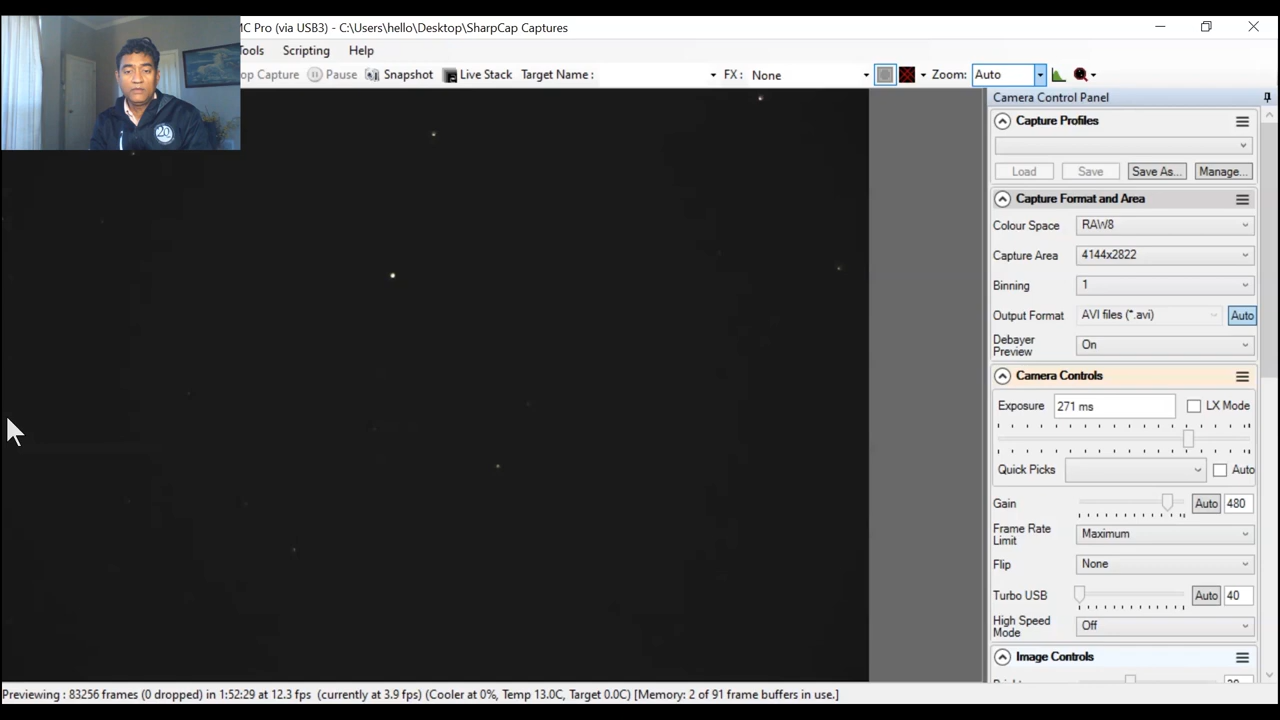 MC Pro (via USB3) - C:\Users\hello\Desktop\SharpCap Captures
Tools Scripting Help
op Capture Pause Snapshot Live Stack Target Name : FX : None Zoom: Auto
Camera Control Panel
Capture Profiles
Load Save Save As... Manage...
Capture Format and Area
Colour Space RAW8
Capture Area 4144x2822
Binning 1
Output Format AVI files (*.avi) Auto
Debayer Preview On
Camera Controls
Exposure 271 ms LX Mode
Quick Picks Auto
Gain Auto 480
Frame Rate Limit Maximum
Flip None
Turbo USB Auto 40
High Speed Mode Off
Image Controls
Previewing : 83256 frames (0 dropped) in 1:52:29 at 12.3 fps (currently at 3.9 fps) (Cooler at 0%, Temp 13.0C, Target 0.0C) [Memory: 2 of 91 frame buffers in use.]